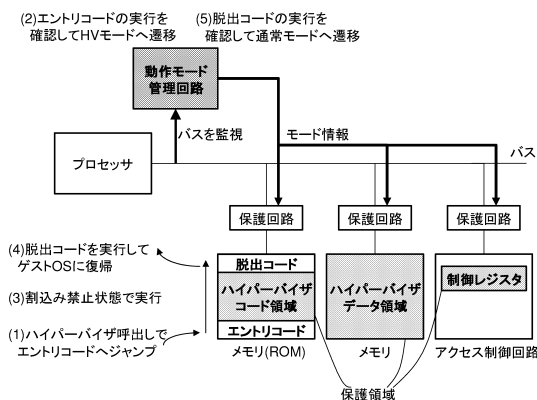 (2)エントリコードの実行を
確認してHVモードへ遷移
(5)脱出コードの実行を
確認して通常モードへ遷移
動作モード
管理回路
バスを監視
モード情報
バス
プロセッサ
保護回路
保護回路
保護回路
(4)脱出コードを実行して
ゲストOSに復帰
(3)割込み禁止状態で実行
(1)ハイパーバイザ呼出しで
エントリコードへジャンプ
脱出コード
ハイパーバイザ
コード領域
エントリコード
メモリ(ROM)
ハイパーバイザ
データ領域
メモリ
制御レジスタ
アクセス制御回路
保護領域